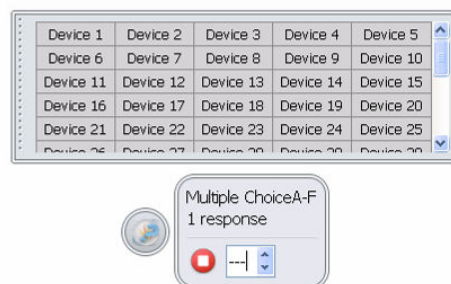 Device 1 Device 2 Device 3 Device 4 Device 5
Device 6 Device 7 Device 8 Device 9 Device 10
Device 11 Device 12 Device 13 Device 14 Device 15
Device 16 Device 17 Device 18 Device 19 Device 20
Device 21 Device 22 Device 23 Device 24 Device 25
Multiple ChoiceA-F
1 response
---